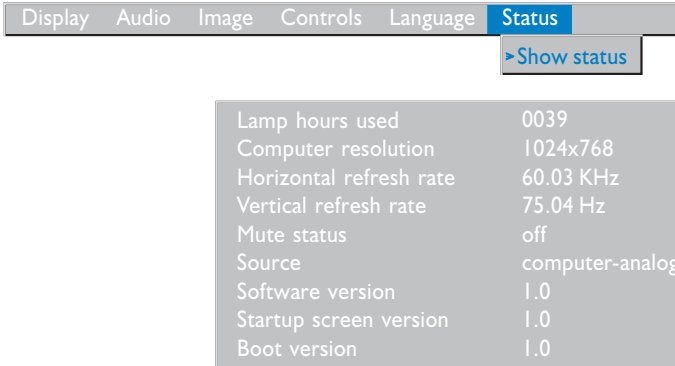 Display Audio Image Controls Language Status
➤Show status
Lamp hours used 0039
Computer resolution 1024x768
Horizontal refresh rate 60.03 KHz
Vertical refresh rate 75.04 Hz
Mute status off
Source computer-analog
Software version 1.0
Startup screen version 1.0
Boot version 1.0